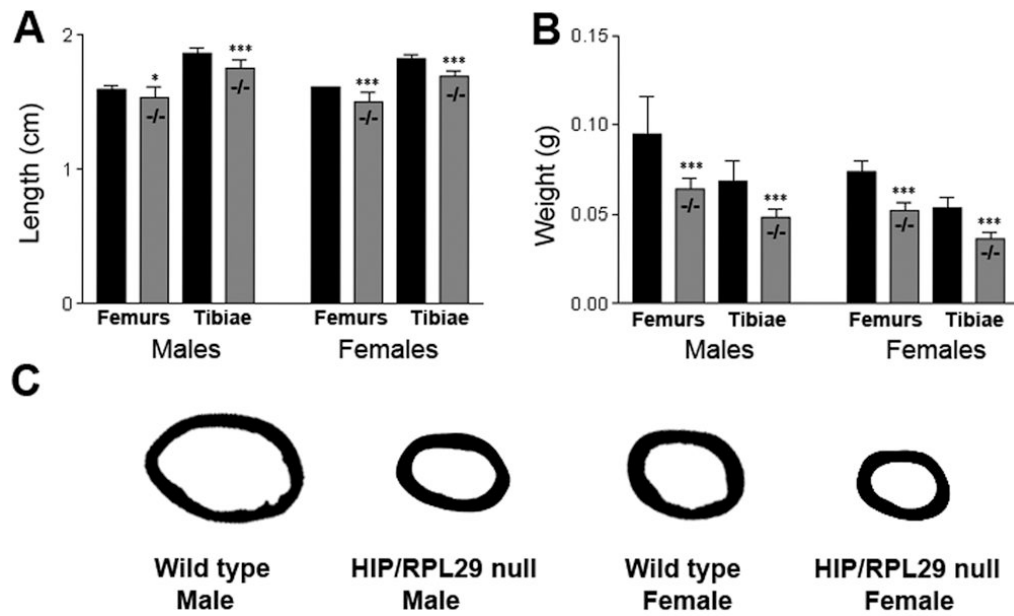 A
Length (cm)
2
1
0
*
***
***
***
-/-
-/-
-/-
-/-
Femurs Tibiae Femurs Tibiae
Males Females
B
Weight (g)
0.15
0.10
0.05
0.00
***
***
***
***
-/-
-/-
-/-
-/-
Femurs Tibiae Femurs Tibiae
Males Females
C
Wild type HIP/RPL29 null Wild type HIP/RPL29 null
Male Male Female Female